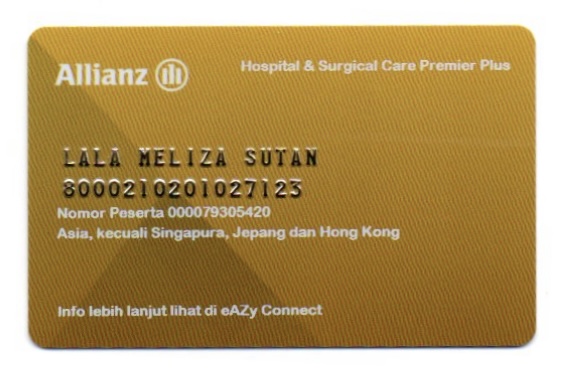 Allianz
Hospital & Surgical Care Premier Plus
LALA MELIZA SUTAN
8000210201027123
Nomor Peserta 000079305420
Asia, kecuali Singapura, Jepang dan Hong Kong
Info lebih lanjut lihat di eAZy Connect